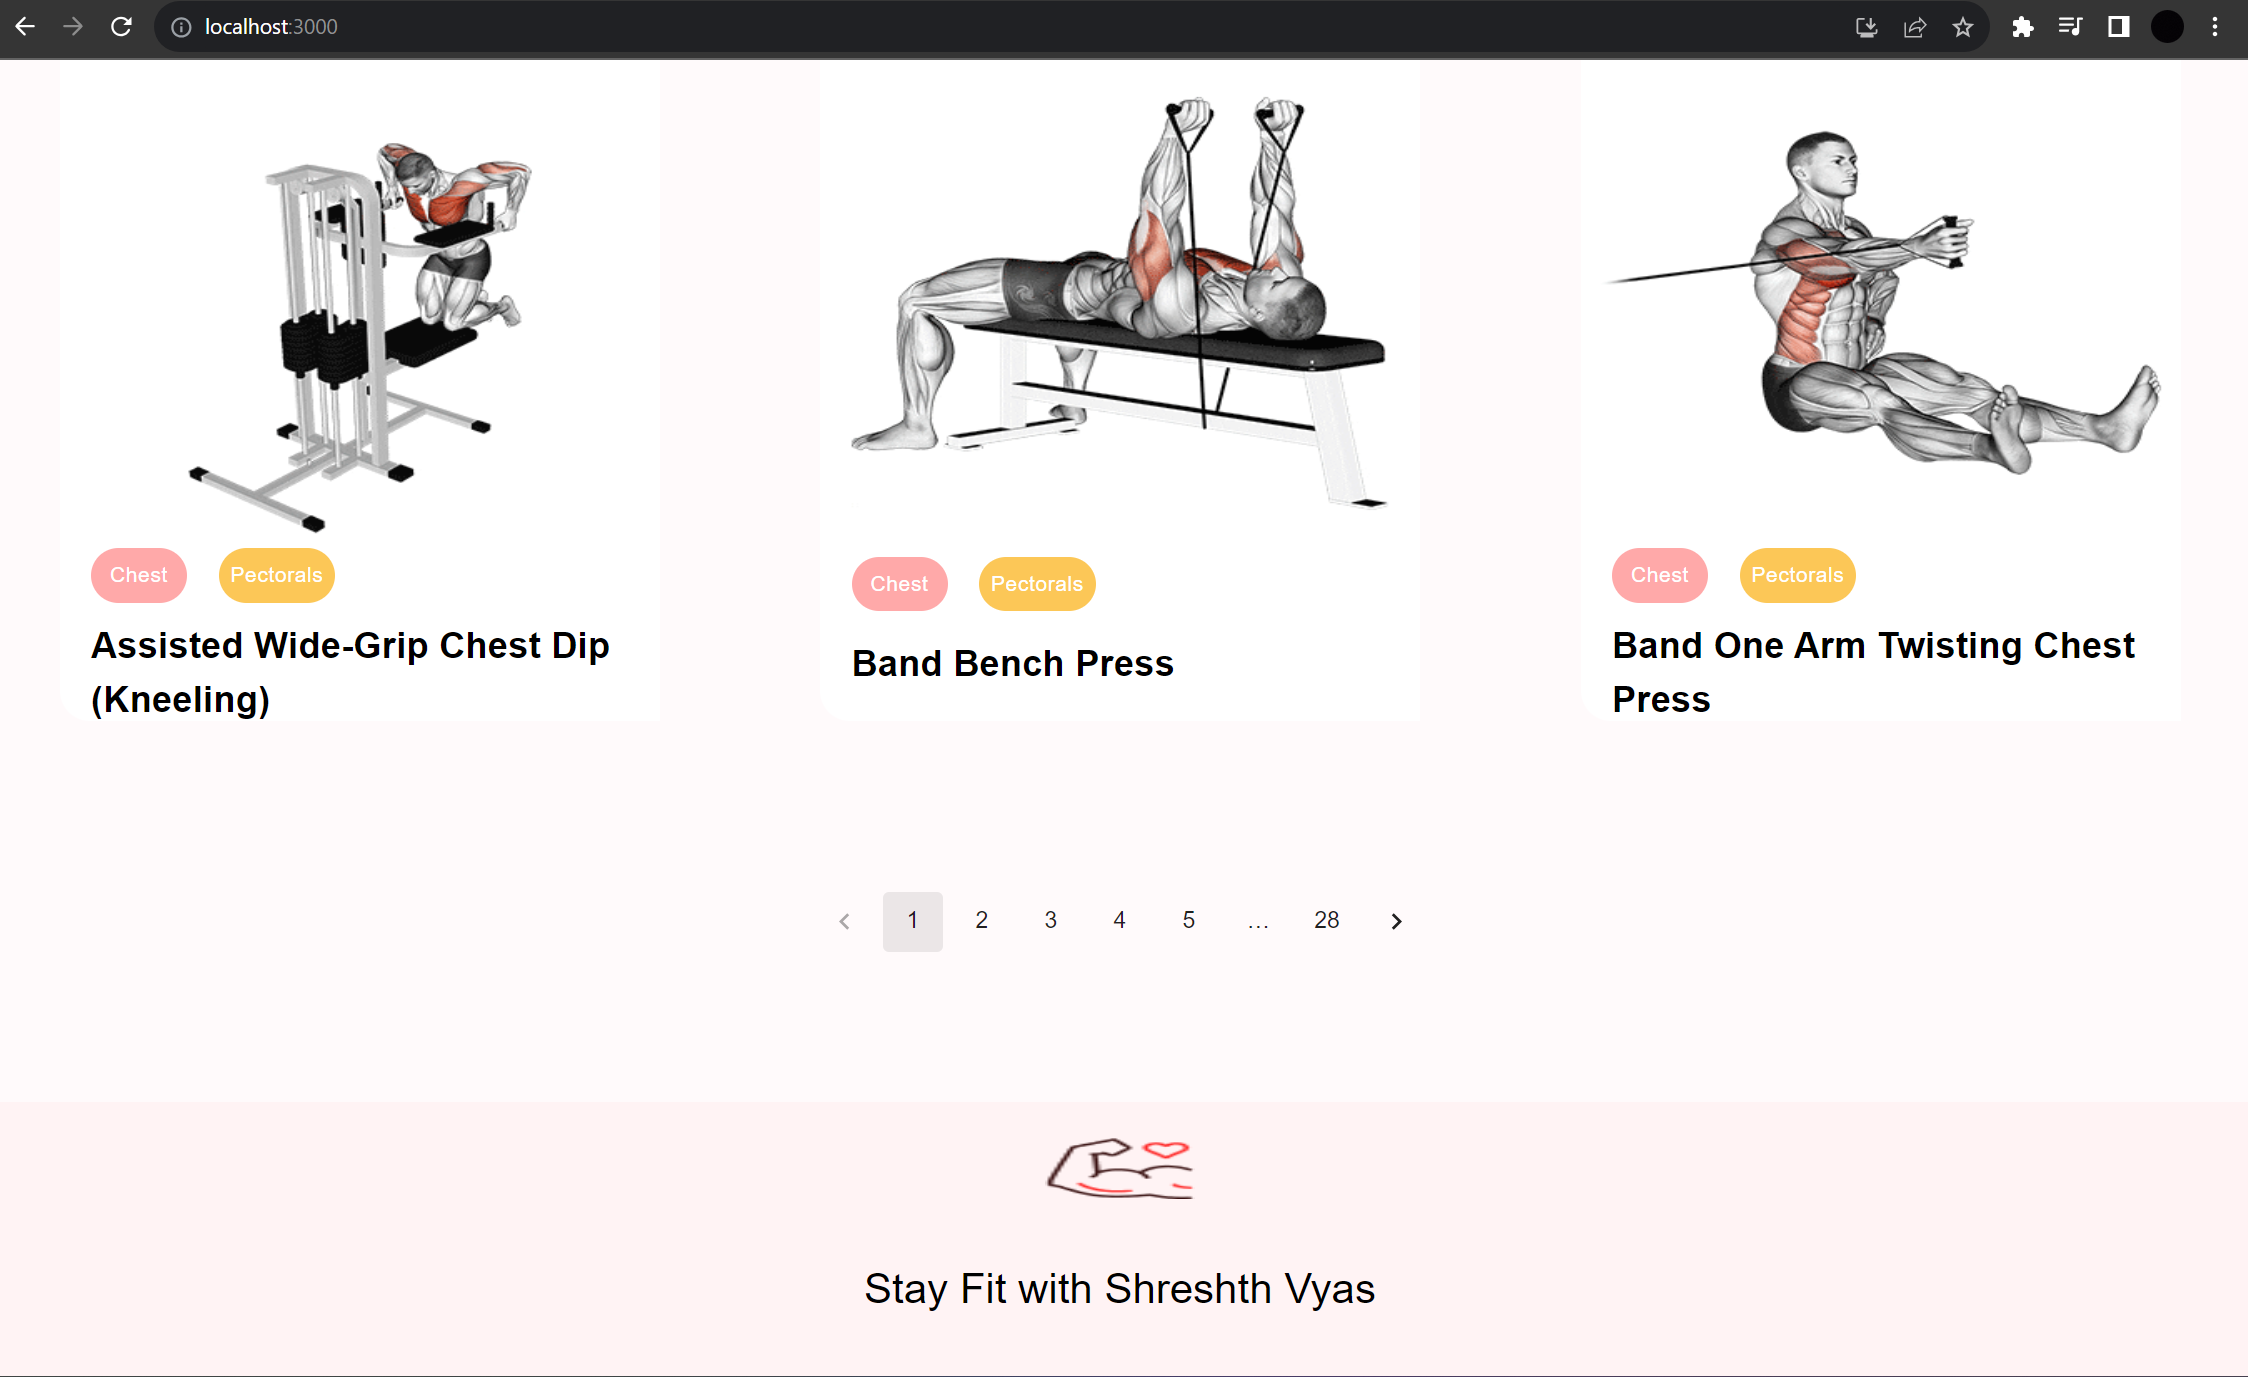 localhost:3000
Chest Pectorals
Assisted Wide-Grip Chest Dip
(Kneeling)
Chest Pectorals
Band Bench Press
Chest Pectorals
Band One Arm Twisting Chest
Press
1 2 3 4 5 ... 28
Stay Fit with Shreshth Vyas